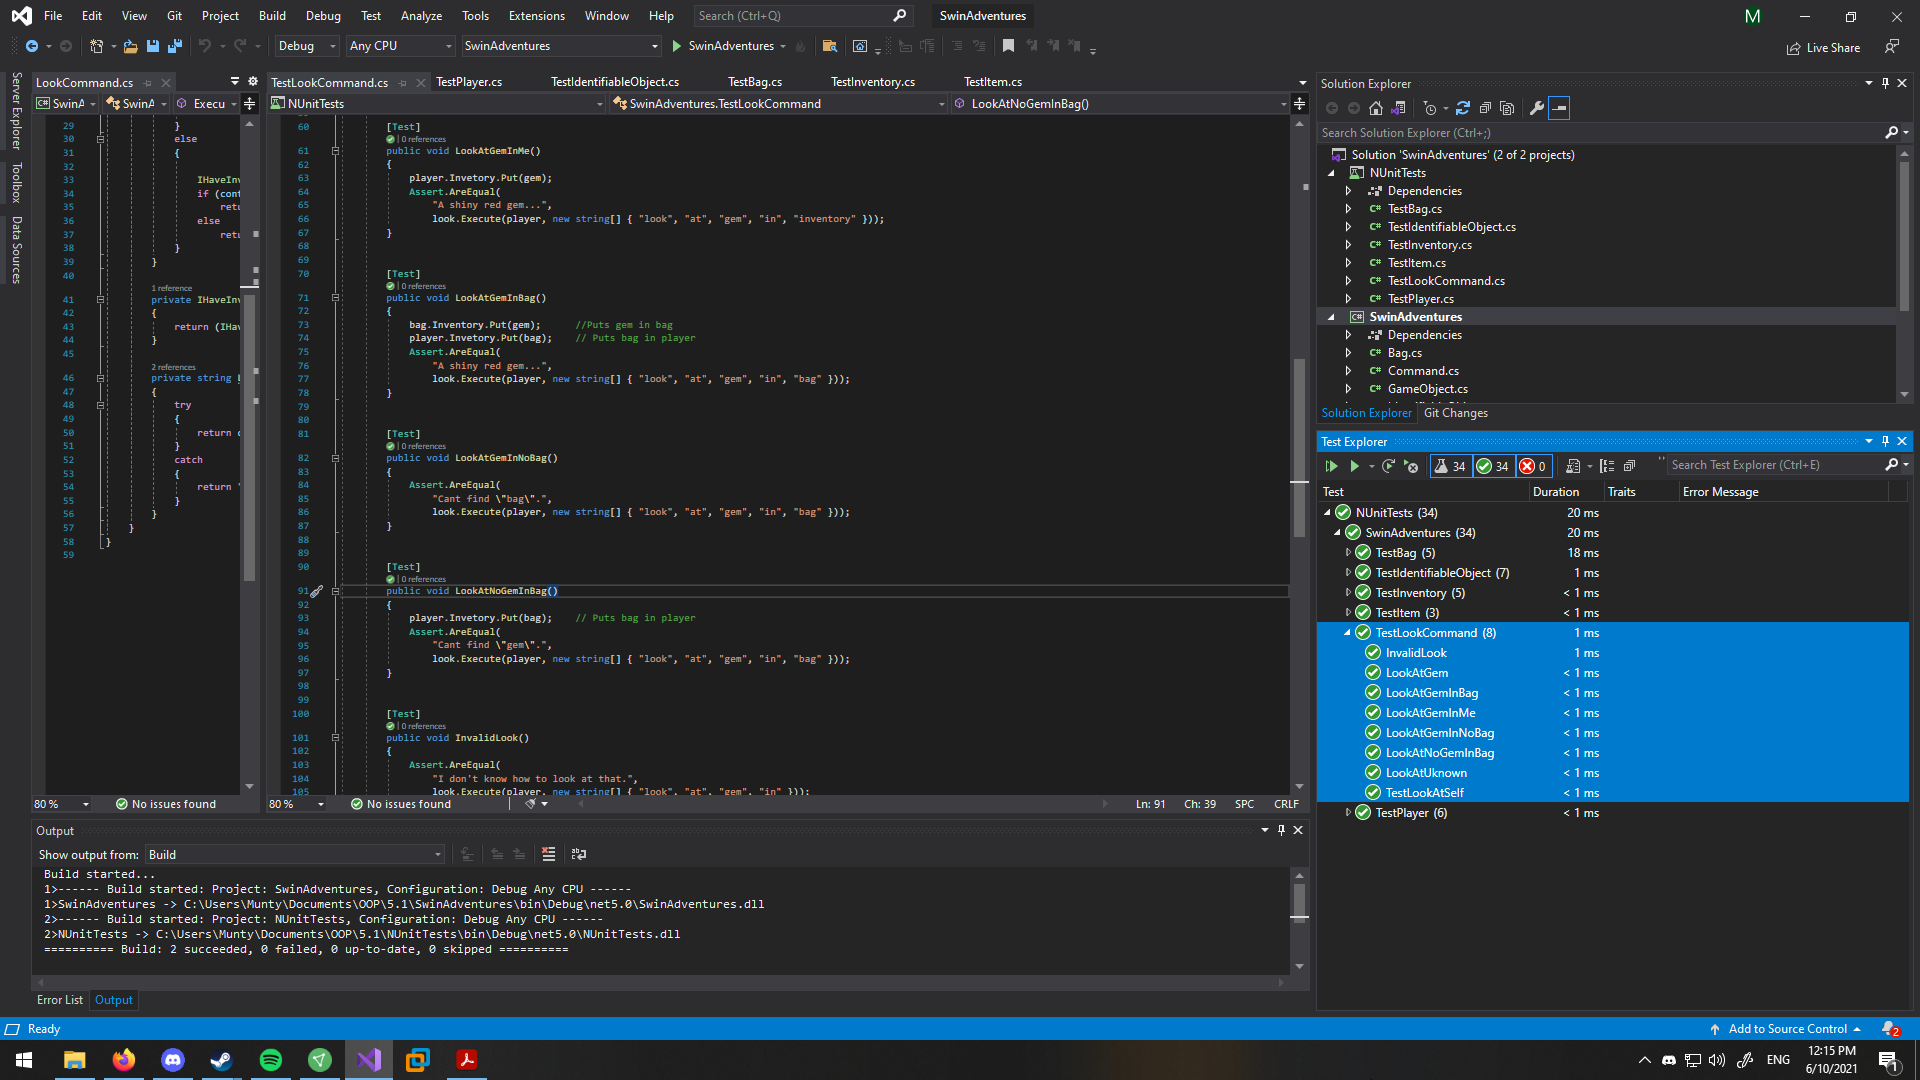 File Edit View Git Project Build Debug Test Analyze Tools Extensions Window Help Search (Ctrl+Q) SwinAdventures M
Debug Any CPU SwinAdventures SwinAdventures Live Share
Server Explorer
Toolbox
Data Sources
LookCommand.cs
SwinA SwinA Execu
29 }
30 else
31 {
32
33 IHaveInv
34 if (cont
35 retu
36 else
37 retu
38 }
39 }
40
1 reference
41 private IHaveInv
42 {
43 return (IHav
44 }
45
2 references
46 private string
47 {
48 try
49 {
50 return
51 }
52 catch
53 {
54 return
55 }
56 }
57 }
58 }
59
80 % No issues found
TestLookCommand.cs TestPlayer.cs TestIdentifiableObject.cs TestBag.cs TestInventory.cs TestItem.cs
NUnitTests SwinAdventures.TestLookCommand LookAtNoGemInBag()
60 [Test]
0 references
61 public void LookAtGemInMe()
62 {
63 player.Invetory.Put(gem);
64 Assert.AreEqual(
65 "A shiny red gem...",
66 look.Execute(player, new string[] { "look", "at", "gem", "in", "inventory" }));
67 }
68
69
70 [Test]
0 references
71 public void LookAtGemInBag()
72 {
73 bag.Inventory.Put(gem); //Puts gem in bag
74 player.Invetory.Put(bag); // Puts bag in player
75 Assert.AreEqual(
76 "A shiny red gem...",
77 look.Execute(player, new string[] { "look", "at", "gem", "in", "bag" }));
78 }
79
80
81 [Test]
0 references
82 public void LookAtGemInNoBag()
83 {
84 Assert.AreEqual(
85 "Cant find \"bag\".",
86 look.Execute(player, new string[] { "look", "at", "gem", "in", "bag" }));
87 }
88
89
90 [Test]
0 references
91 public void LookAtNoGemInBag()
92 {
93 player.Invetory.Put(bag); // Puts bag in player
94 Assert.AreEqual(
95 "Cant find \"gem\".",
96 look.Execute(player, new string[] { "look", "at", "gem", "in", "bag" }));
97 }
98
99
100 [Test]
0 references
101 public void InvalidLook()
102 {
103 Assert.AreEqual(
104 "I don't know how to look at that.",
105 look.Execute(player, new string[] { "look", "at", "gem", "in" }));
80 % No issues found Ln: 91 Ch: 39 SPC CRLF
Output
Show output from: Build
Build started...
1>------ Build started: Project: SwinAdventures, Configuration: Debug Any CPU ------
1>SwinAdventures -> C:\Users\Munty\Documents\OOP\5.1\SwinAdventures\bin\Debug\net5.0\SwinAdventures.dll
2>------ Build started: Project: NUnitTests, Configuration: Debug Any CPU ------
2>NUnitTests -> C:\Users\Munty\Documents\OOP\5.1\NUnitTests\bin\Debug\net5.0\NUnitTests.dll
========== Build: 2 succeeded, 0 failed, 0 up-to-date, 0 skipped ==========
Error List Output
Solution Explorer
Search Solution Explorer (Ctrl+;)
Solution 'SwinAdventures' (2 of 2 projects)
NUnitTests
Dependencies
C# TestBag.cs
C# TestIdentifiableObject.cs
C# TestInventory.cs
C# TestItem.cs
C# TestLookCommand.cs
C# TestPlayer.cs
C# SwinAdventures
Dependencies
C# Bag.cs
C# Command.cs
C# GameObject.cs
Solution Explorer Git Changes
Test Explorer
34 34 0 Search Test Explorer (Ctrl+E)
Test Duration Traits Error Message
NUnitTests (34) 20 ms
SwinAdventures (34) 20 ms
TestBag (5) 18 ms
TestIdentifiableObject (7) 1 ms
TestInventory (5) < 1 ms
TestItem (3) < 1 ms
TestLookCommand (8) 1 ms
InvalidLook 1 ms
LookAtGem < 1 ms
LookAtGemInBag < 1 ms
LookAtGemInMe < 1 ms
LookAtGemInNoBag < 1 ms
LookAtNoGemInBag < 1 ms
LookAtUknown < 1 ms
TestLookAtSelf < 1 ms
TestPlayer (6) < 1 ms
Ready Add to Source Control 2
ENG 12:15 PM
6/10/2021 1